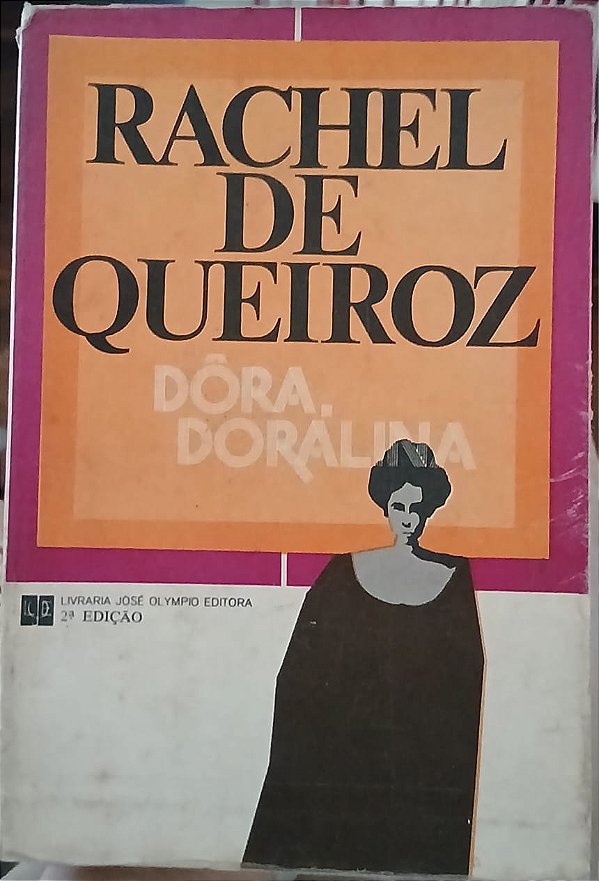 RACHEL
DE
QUEIROZ
DÔRA,
DORALINA
LIVRARIA JOSÉ OLYMPIO EDITORA
2ª EDIÇÃO